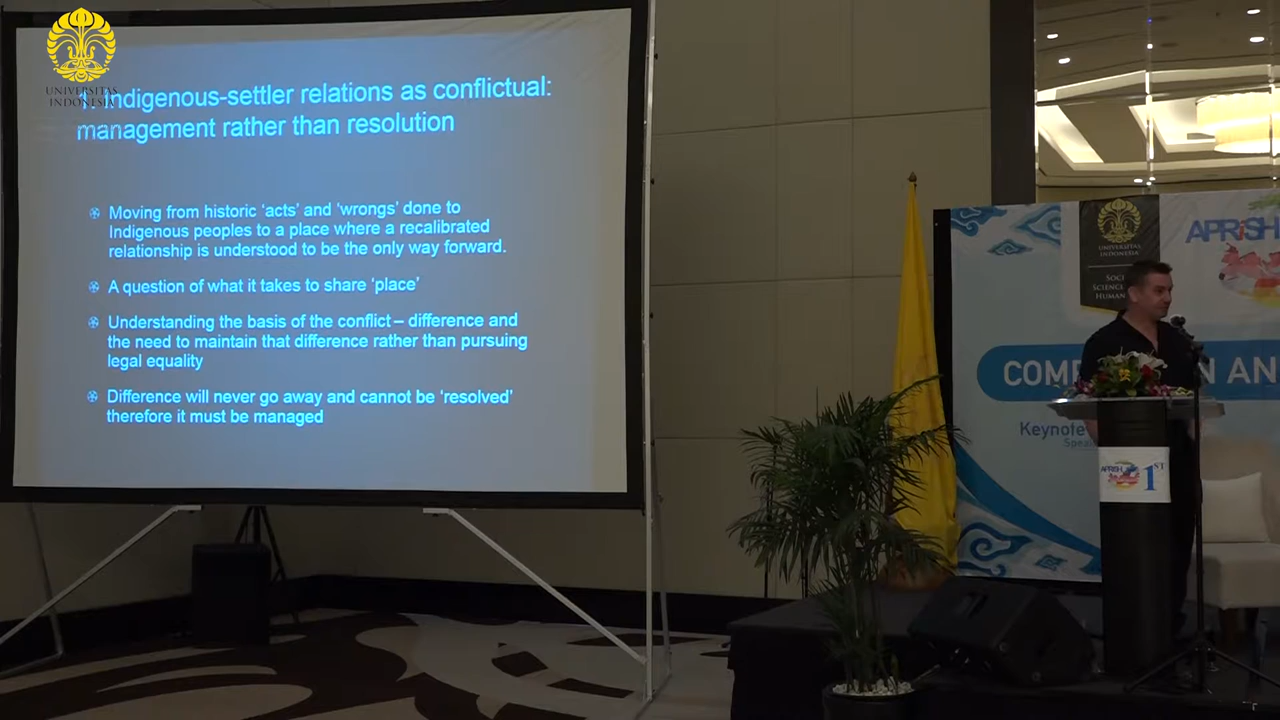 UNIVERSITAS
INDONESIA
1. Indigenous-settler relations as conflictual:
management rather than resolution
Moving from historic ‘acts’ and ‘wrongs’ done to
Indigenous peoples to a place where a recalibrated
relationship is understood to be the only way forward.
A question of what it takes to share ‘place’
Understanding the basis of the conflict – difference and
the need to maintain that difference rather than pursuing
legal equality
Difference will never go away and cannot be ‘resolved’
therefore it must be managed
UNIVERSITAS
INDONESIA
APRiSH
Keynote
APRiSH
1ST